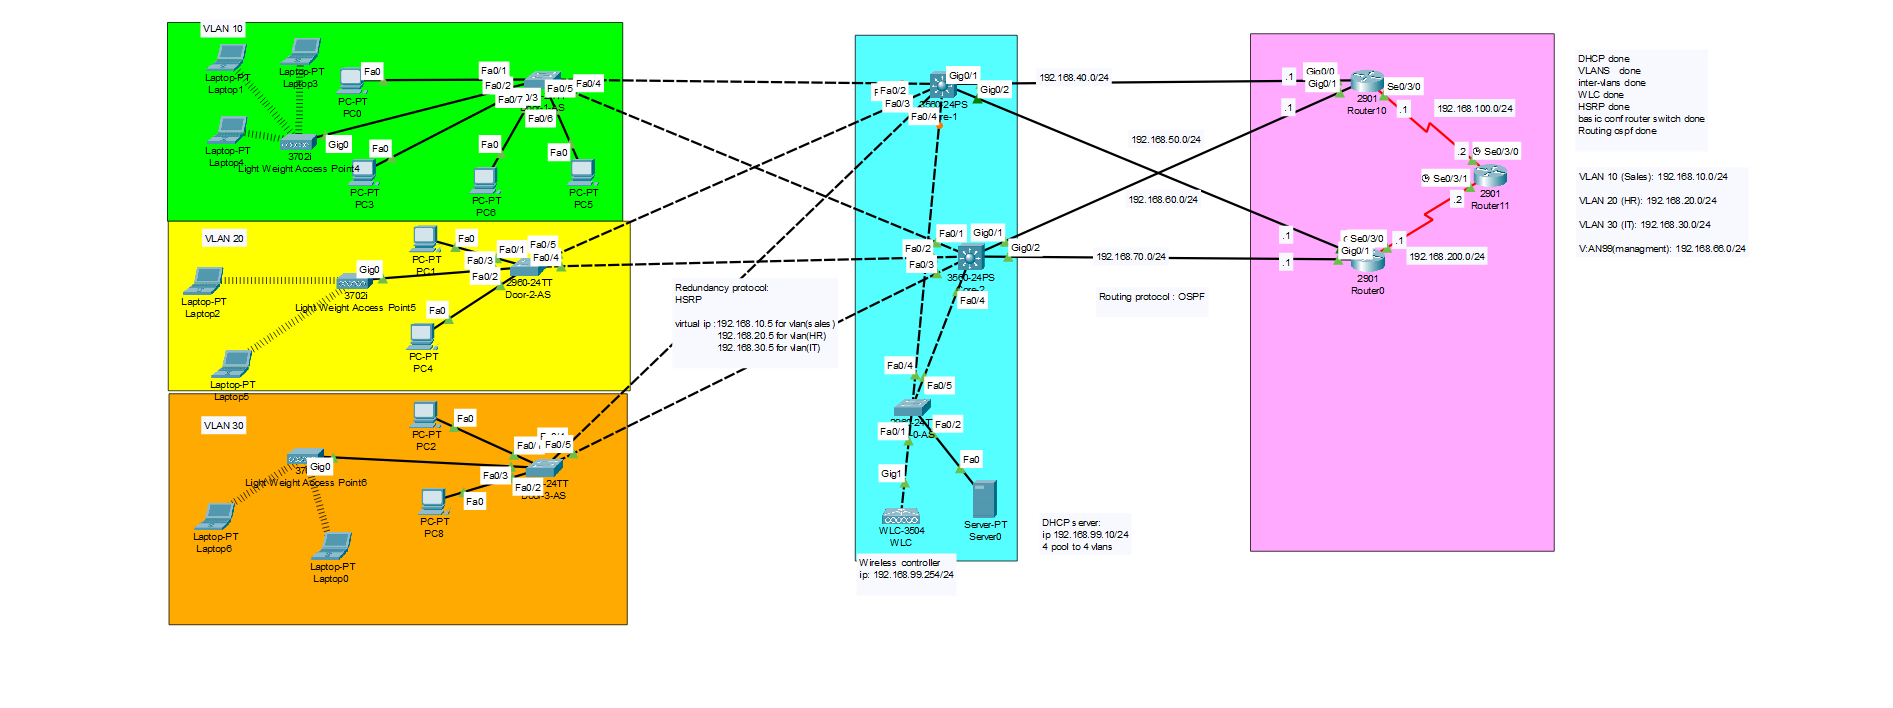 VLAN 10
Laptop-PT
Laptop1
Laptop-PT
Laptop3
Fa0
PC-PT
PC0
Fa0/1
Fa0/2
Fa0/7
Fa0/5
Fa0/4
Fa0/6
Laptop-PT
Laptop4
3702i
Light Weight Access Point4
Gig0
Fa0
PC-PT
PC3
Fa0
PC-PT
PC6
Fa0
PC-PT
PC5
VLAN 20
Fa0
PC-PT
PC1
Fa0/1
Fa0/5
Fa0/4
Fa0/3
Fa0/2
2960-24TT
Door-2-AS
Gig0
3702i
Light Weight Access Point5
Laptop-PT
Laptop2
Fa0
PC-PT
PC4
Laptop-PT
Laptop5
VLAN 30
Fa0
PC-PT
PC2
Fa0/5
Fa0/3
Fa0/2
24TT
3-AS
Gig0
Light Weight Access Point6
Fa0
PC-PT
PC8
Laptop-PT
Laptop6
Laptop-PT
Laptop0
Redundancy protocol:
HSRP
virtual ip :192.168.10.5 for vlan(sales)
192.168.20.5 for vlan(HR)
192.168.30.5 for vlan(IT)
Gig0/1
Fa0/2
Gig0/2
Fa0/3
Fa0/4
re-1
Fa0/1
Gig0/1
Fa0/2
Gig0/2
Fa0/3
3560-24PS
Fa0/4
Fa0/4
Fa0/5
Fa0/1
Fa0/2
-0-AS
Gig1
Fa0
WLC-3504
WLC
Server-PT
Server0
Wireless controller
ip: 192.168.99.254/24
DHCP server:
ip 192.168.99.10/24
4 pool to 4 vlans
192.168.40.0/24
192.168.50.0/24
192.168.60.0/24
192.168.70.0/24
Routing protocol : OSPF
.1
Gig0/0
Gig0/1
Se0/3/0
2901
Router10
.1
.1
192.168.100.0/24
.2
Se0/3/0
Se0/3/1
2901
Router11
.2
.1
Se0/3/0
Gig0/1
.1
.1
192.168.200.0/24
2901
Router0
DHCP done
VLANS done
inter-vlans done
WLC done
HSRP done
basic conf router switch done
Routing ospf done
VLAN 10 (Sales): 192.168.10.0/24
VLAN 20 (HR): 192.168.20.0/24
VLAN 30 (IT): 192.168.30.0/24
V:AN99(managment): 192.168.66.0/24